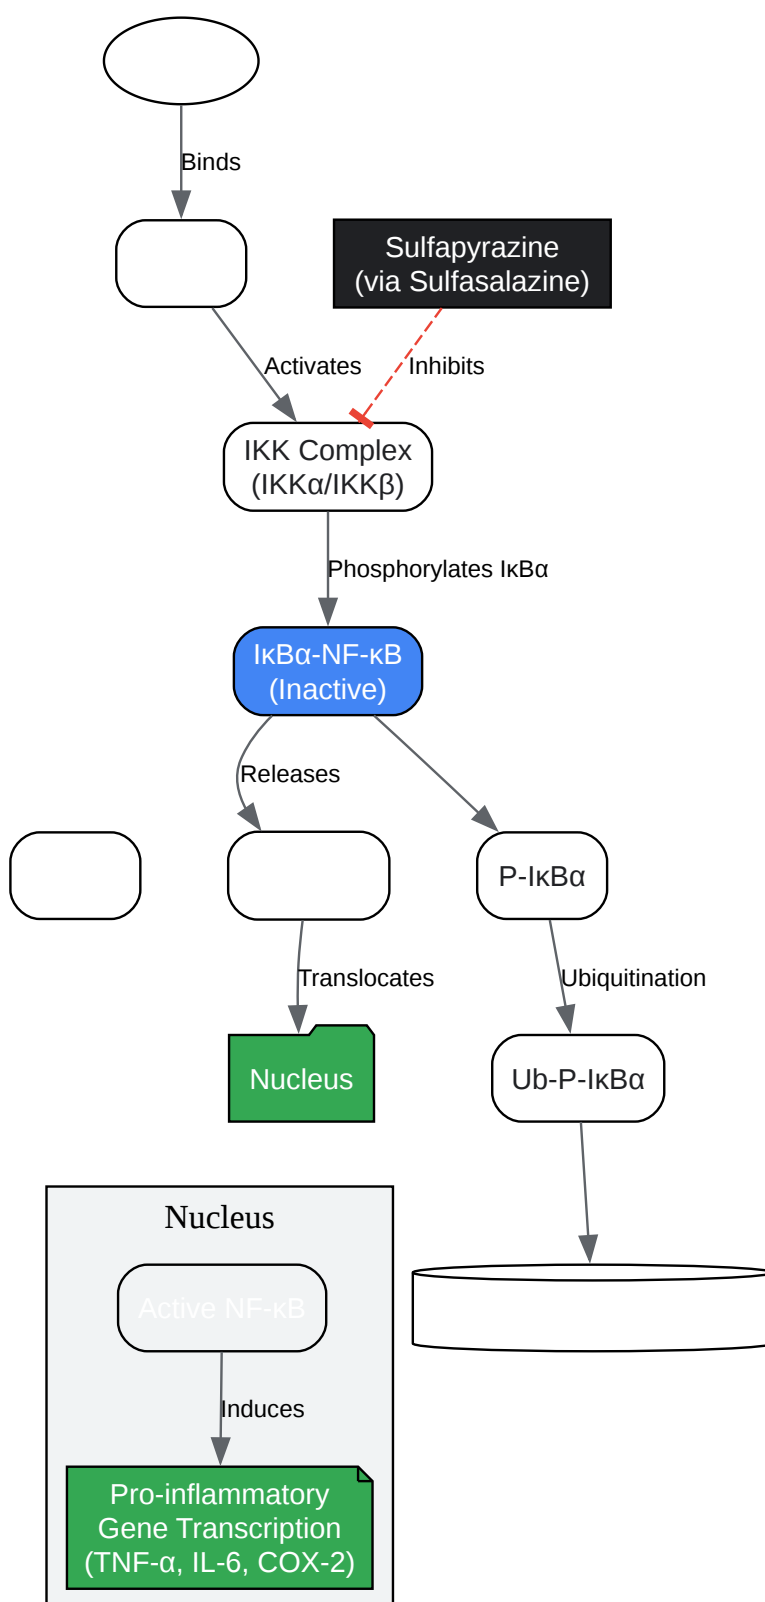 Binds
Sulfapyrazine
(via Sulfasalazine)
Activates
Inhibits
IKK Complex
(IKKα/IKKβ)
Phosphorylates IκBα
IκBα-NF-κB
(Inactive)
Releases
P-IκBα
Translocates
Ubiquitination
Nucleus
Ub-P-IκBα
Nucleus
Active NF-κB
Induces
Pro-inflammatory
Gene Transcription
(TNF-α, IL-6, COX-2)